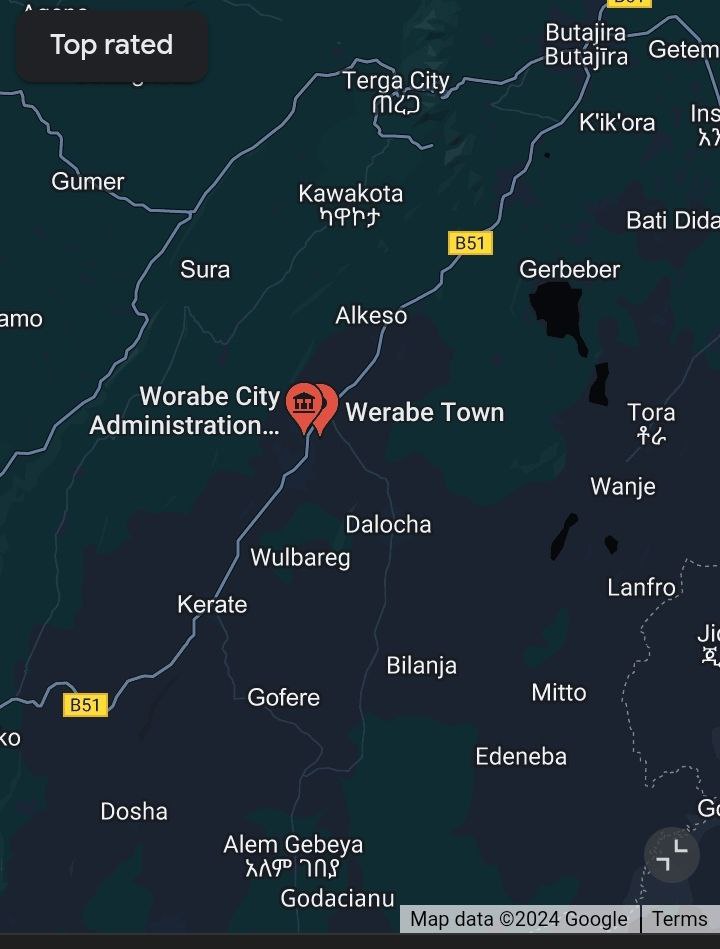 B51
Top rated
Butajira
Butajīra
Getem
Terga City
ጠረጋ
K'ik'ora
Gumer
Kawakota
ካዋኮታ
Bati Dida
B51
Sura
Gerbeber
amo
Alkeso
Worabe City
Administration...
Werabe Town
Tora
ቶራ
Wanje
Dalocha
Wulbareg
Lanfro
Kerate
Bilanja
Mitto
Gofere
B51
ko
Edeneba
Dosha
Alem Gebeya
አለም ገበያ
Godacianu
Map data ©2024 Google
Terms